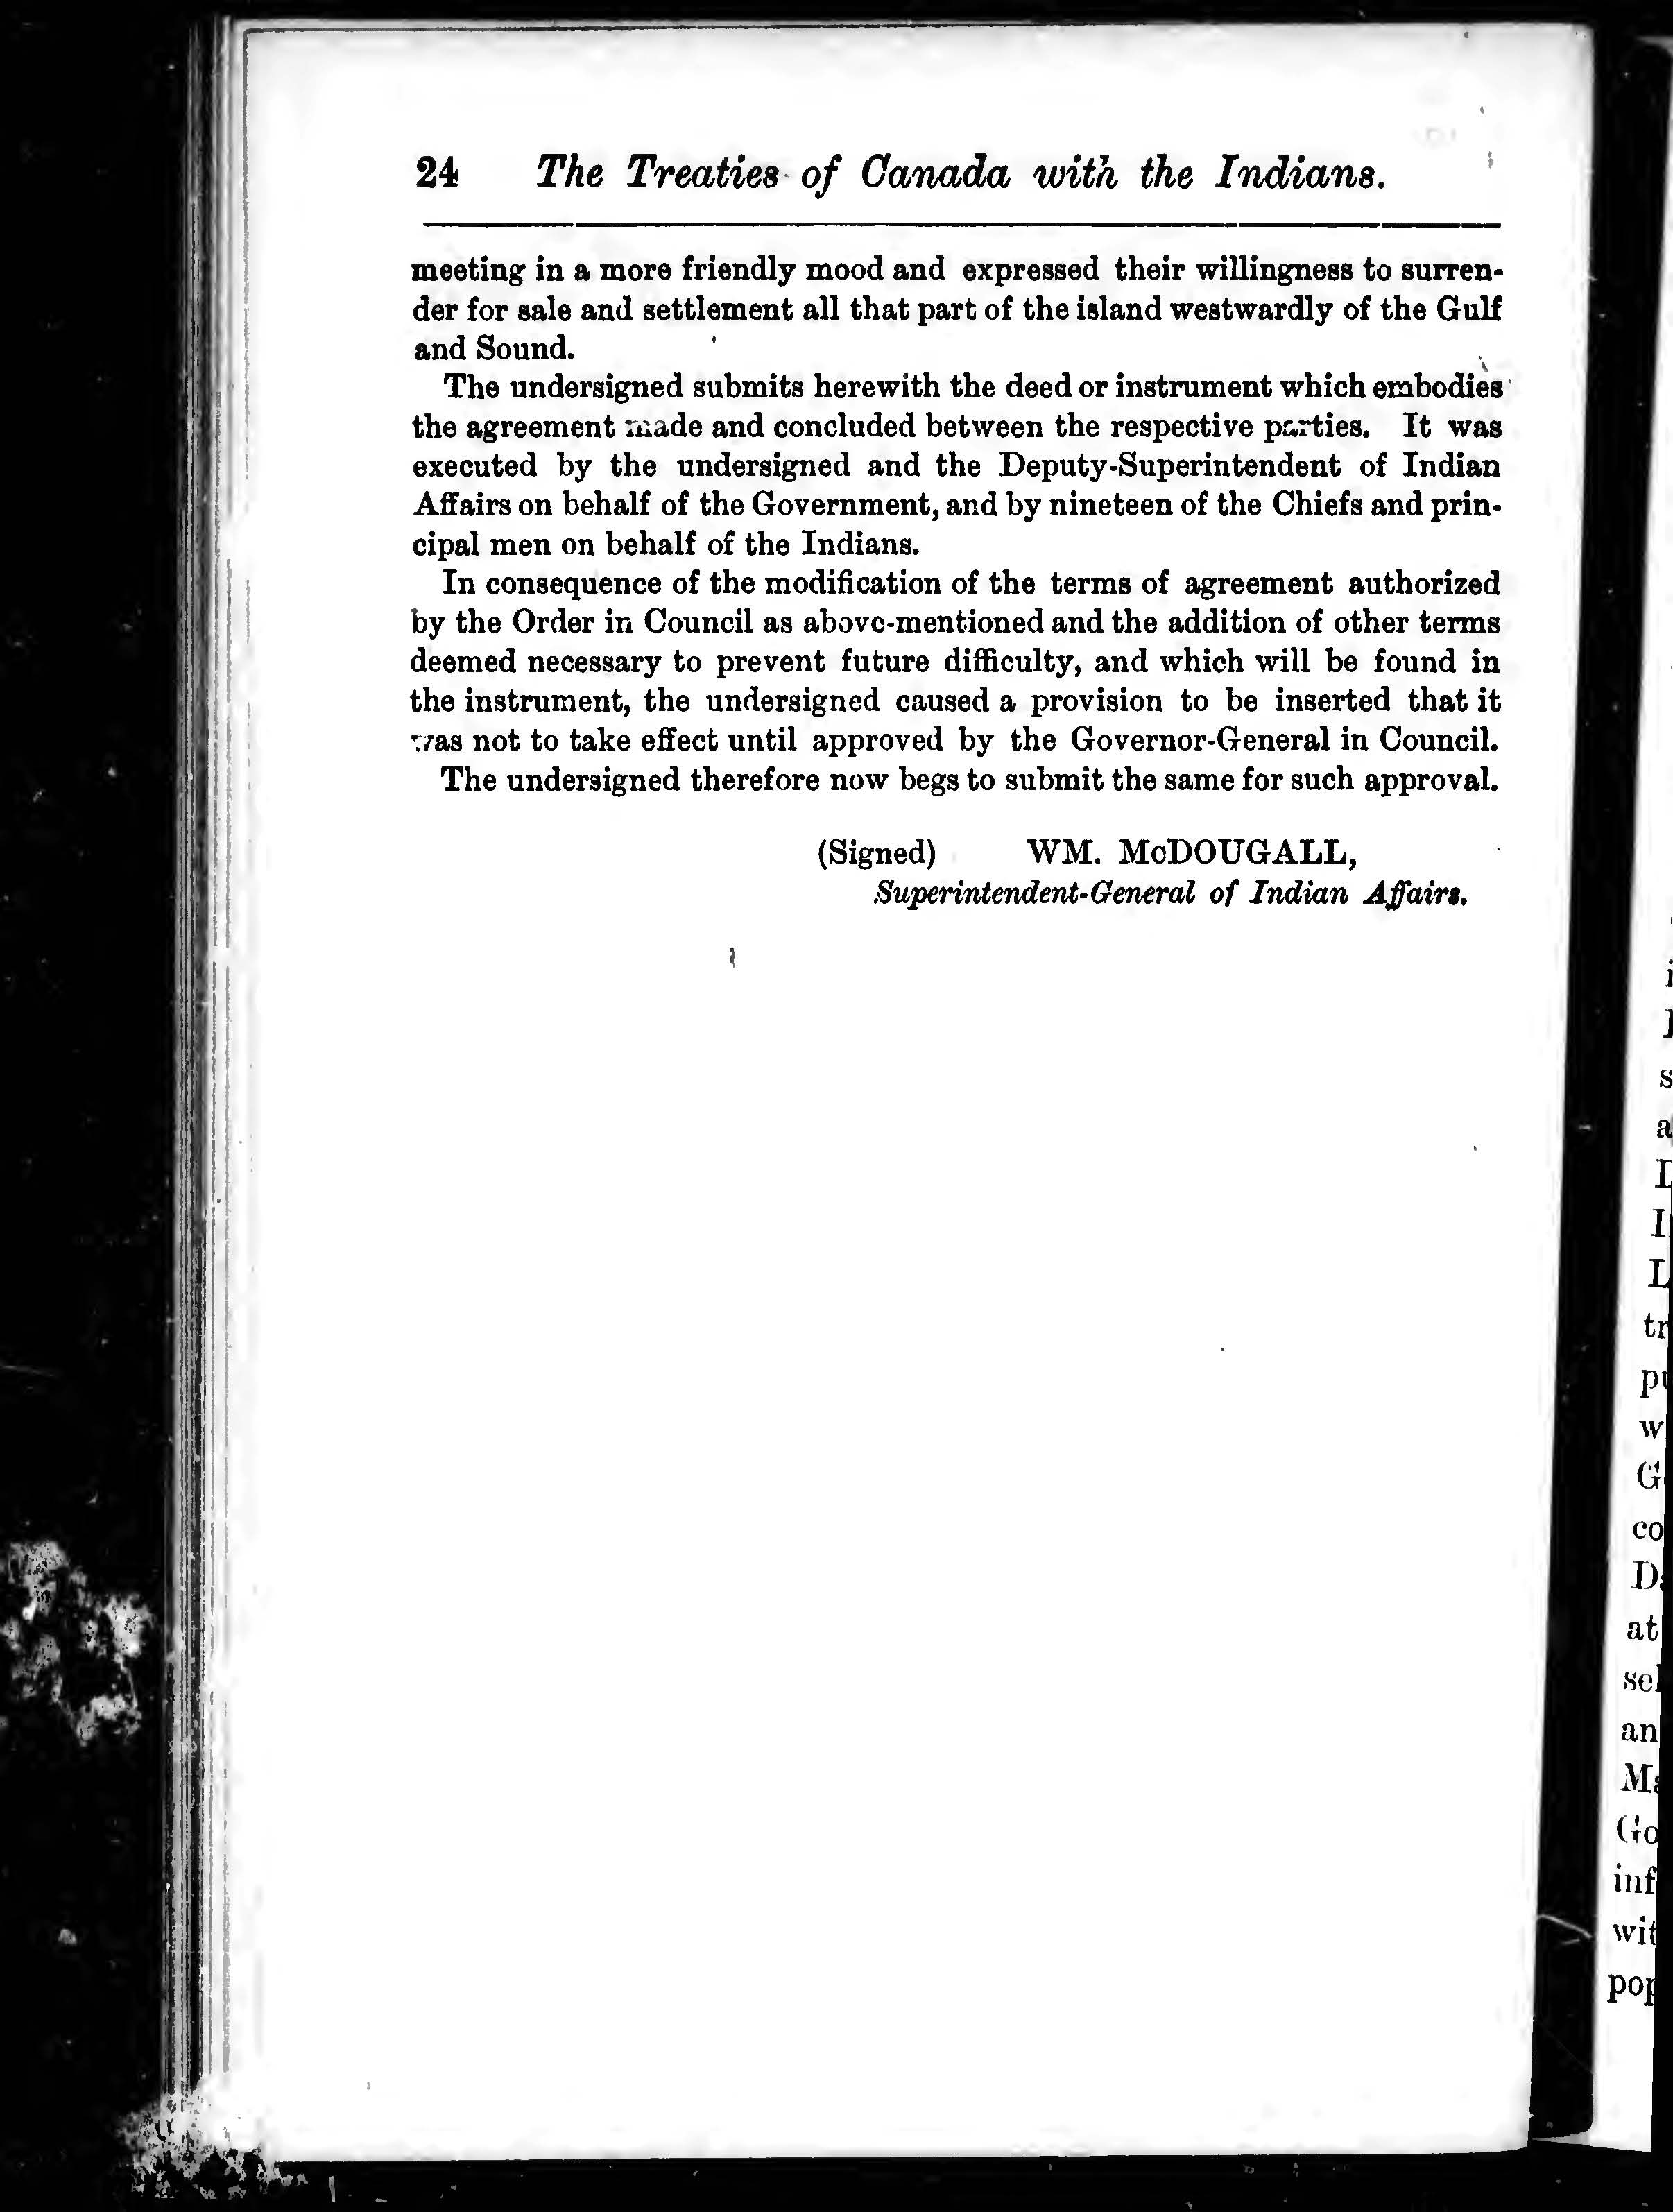 24 The Treaties of Canada with the Indians.
meeting in a more friendly mood and expressed their willingness to surren-
der for sale and settlement all that part of the island westwardly of the Gulf
and Sound.
The undersigned submits herewith the deed or instrument which embodies
the agreement made and concluded between the respective parties. It was
executed by the undersigned and the Deputy-Superintendent of Indian
Affairs on behalf of the Government, and by nineteen of the Chiefs and prin-
cipal men on behalf of the Indians.
In consequence of the modification of the terms of agreement authorized
by the Order in Council as above-mentioned and the addition of other terms
deemed necessary to prevent future difficulty, and which will be found in
the instrument, the undersigned caused a provision to be inserted that it
was not to take effect until approved by the Governor-General in Council.
The undersigned therefore now begs to submit the same for such approval.
(Signed) WM. McDOUGALL,
Superintendent-General of Indian Affairs.